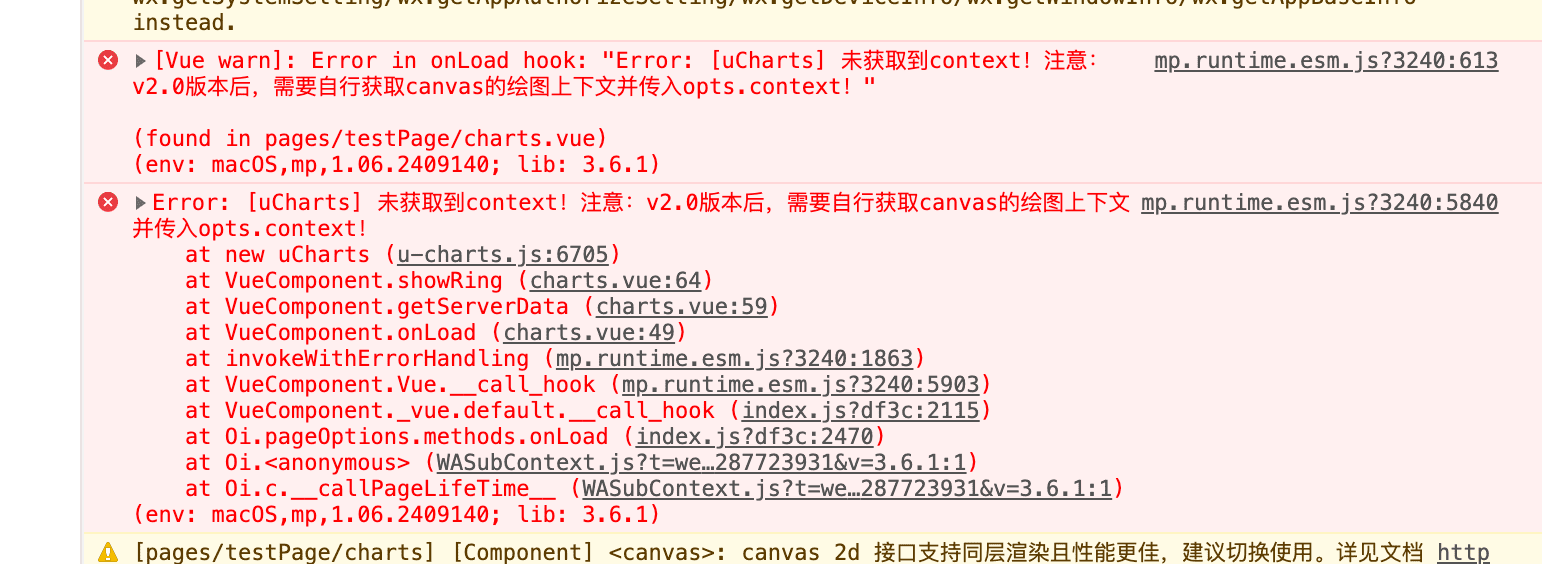 wx.getSystemSetting/wx.getAppAuthorizeSetting/wx.getDeviceInfo/wx.getWindowInfo/wx.getAppBaseInfo
instead.
[Vue warn]: Error in onLoad hook: "Error: [uCharts] 未获取到context！注意： mp.runtime.esm.js?3240:613
v2.0版本后，需要自行获取canvas的绘图上下文并传入opts.context！"
(found in pages/testPage/charts.vue)
(env: macOS,mp,1.06.2409140; lib: 3.6.1)
Error: [uCharts] 未获取到context！注意：v2.0版本后，需要自行获取canvas的绘图上下文 mp.runtime.esm.js?3240:5840
并传入opts.context！
at new uCharts (u-charts.js:6705)
at VueComponent.showRing (charts.vue:64)
at VueComponent.getServerData (charts.vue:59)
at VueComponent.onLoad (charts.vue:49)
at invokeWithErrorHandling (mp.runtime.esm.js?3240:1863)
at VueComponent.Vue.__call_hook (mp.runtime.esm.js?3240:5903)
at VueComponent._vue.default.__call_hook (index.js?df3c:2115)
at Oi.pageOptions.methods.onLoad (index.js?df3c:2470)
at Oi.<anonymous> (WASubContext.js?t=we…287723931&v=3.6.1:1)
at Oi.c.__callPageLifeTime__ (WASubContext.js?t=we…287723931&v=3.6.1:1)
(env: macOS,mp,1.06.2409140; lib: 3.6.1)
[pages/testPage/charts] [Component] <canvas>: canvas 2d 接口支持同层渲染且性能更佳，建议切换使用。详见文档 http